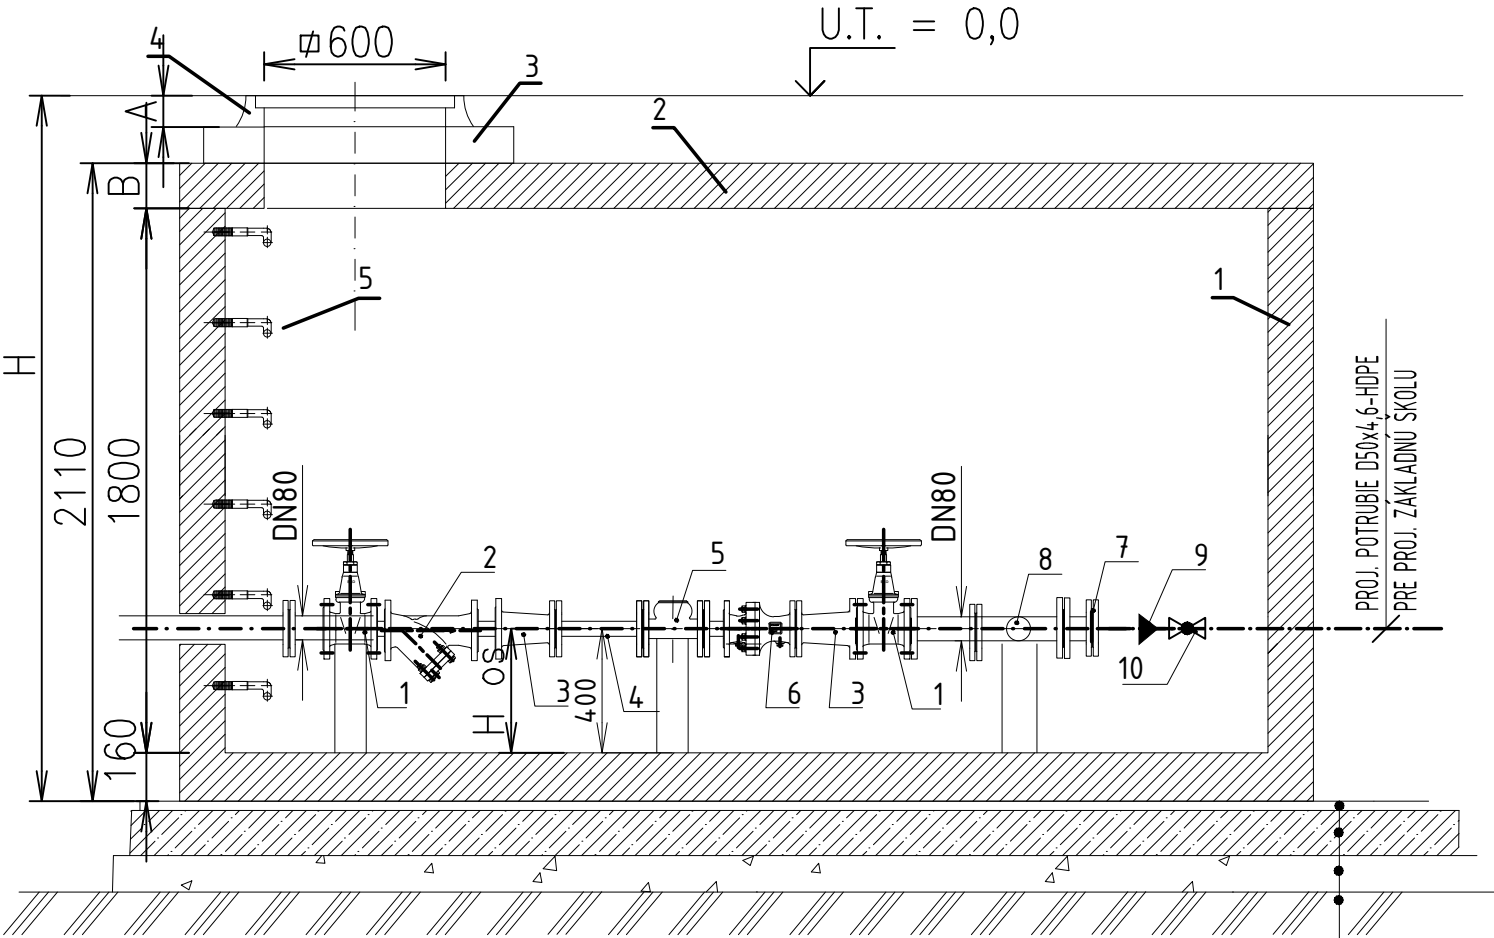 U.T. = 0,0
4
⌀600
3
2
A
B
5
1
H
2110
1800
160
DN80
DN80
2
5
8
7
9
1
H OS
3
400
4
6
3
1
10
PROJ. POTRUBIE D50x4,6-HDPE
PRE PROJ. ZÁKLADNÚ ŠKOLU